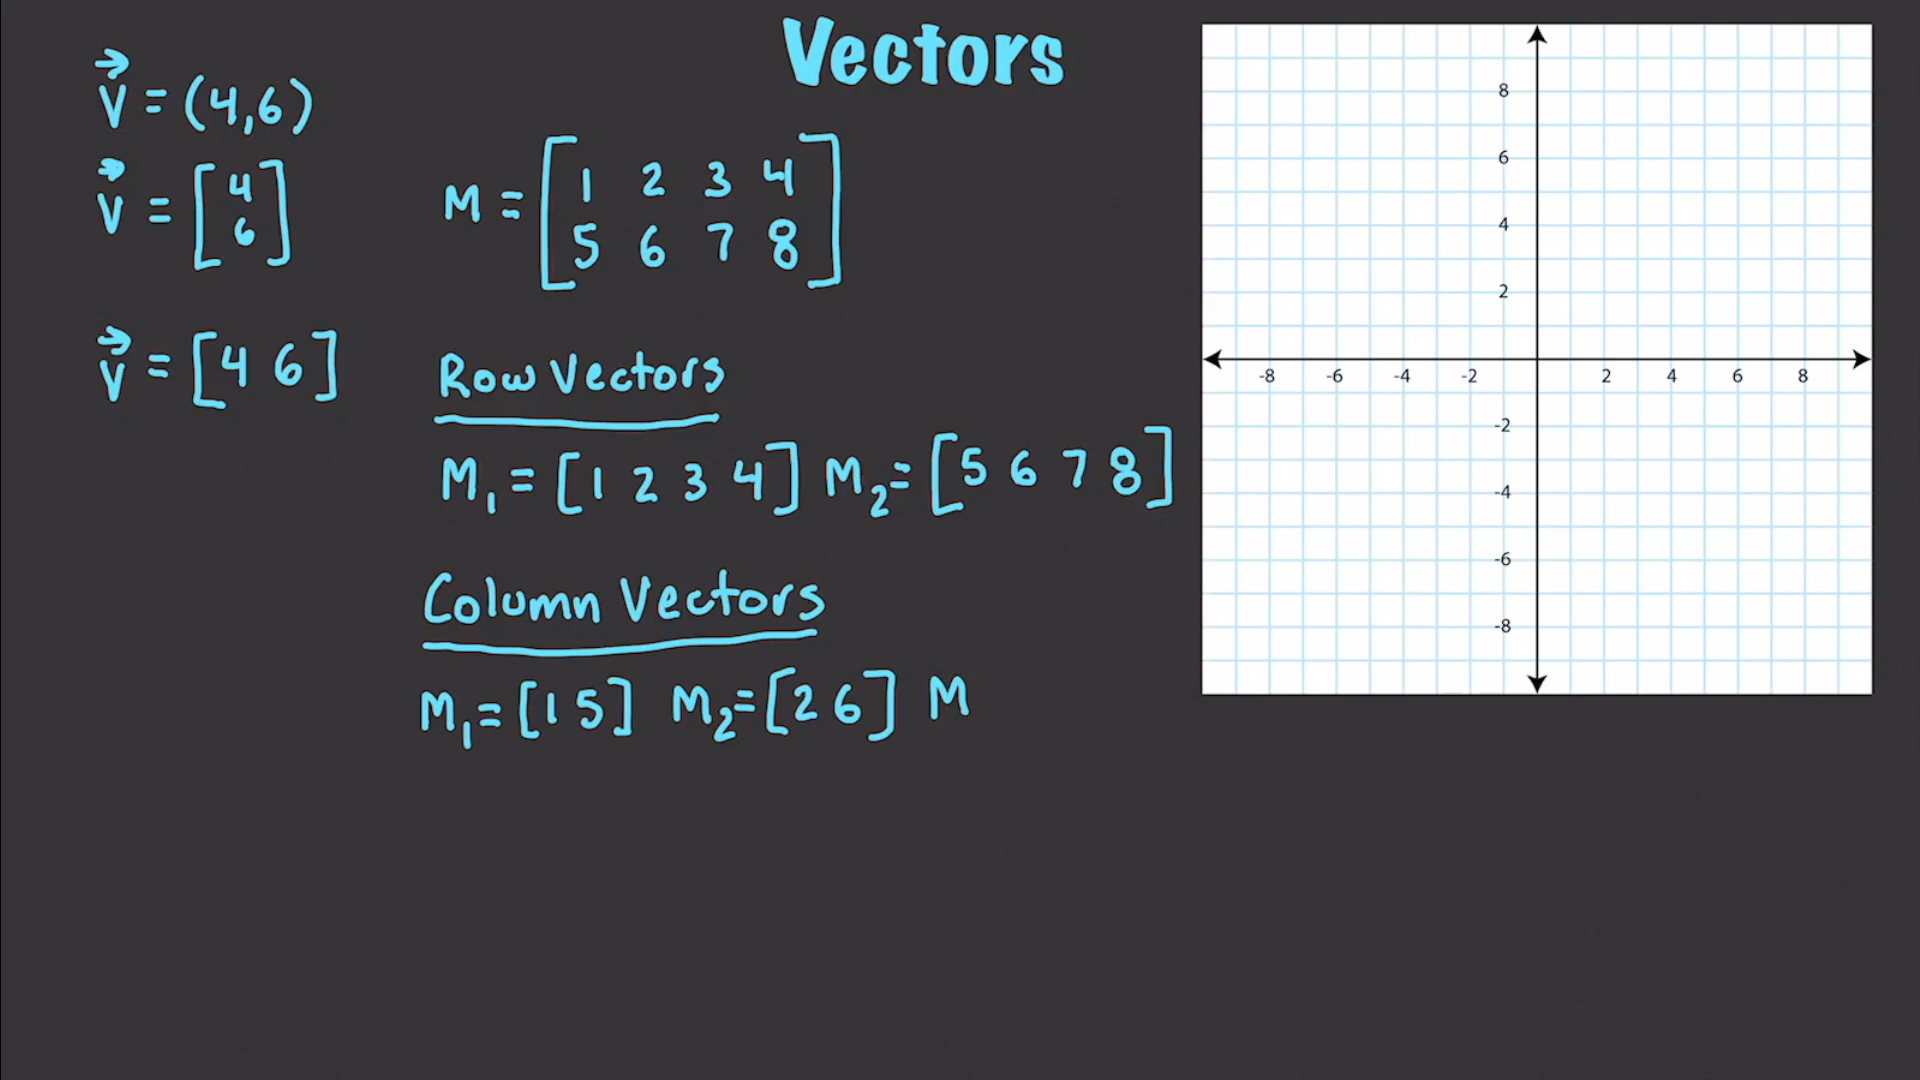 Vectors
v⃗ = (4,6)
v⃗ = [4
6]
v⃗ = [4 6]
M = [1 2 3 4
5 6 7 8]
Row Vectors
M₁ = [1 2 3 4] M₂ = [5 6 7 8]
Column Vectors
M₁ = [1 5] M₂ = [2 6] M
8
6
4
2
-8 -6 -4 -2 2 4 6 8
-2
-4
-6
-8